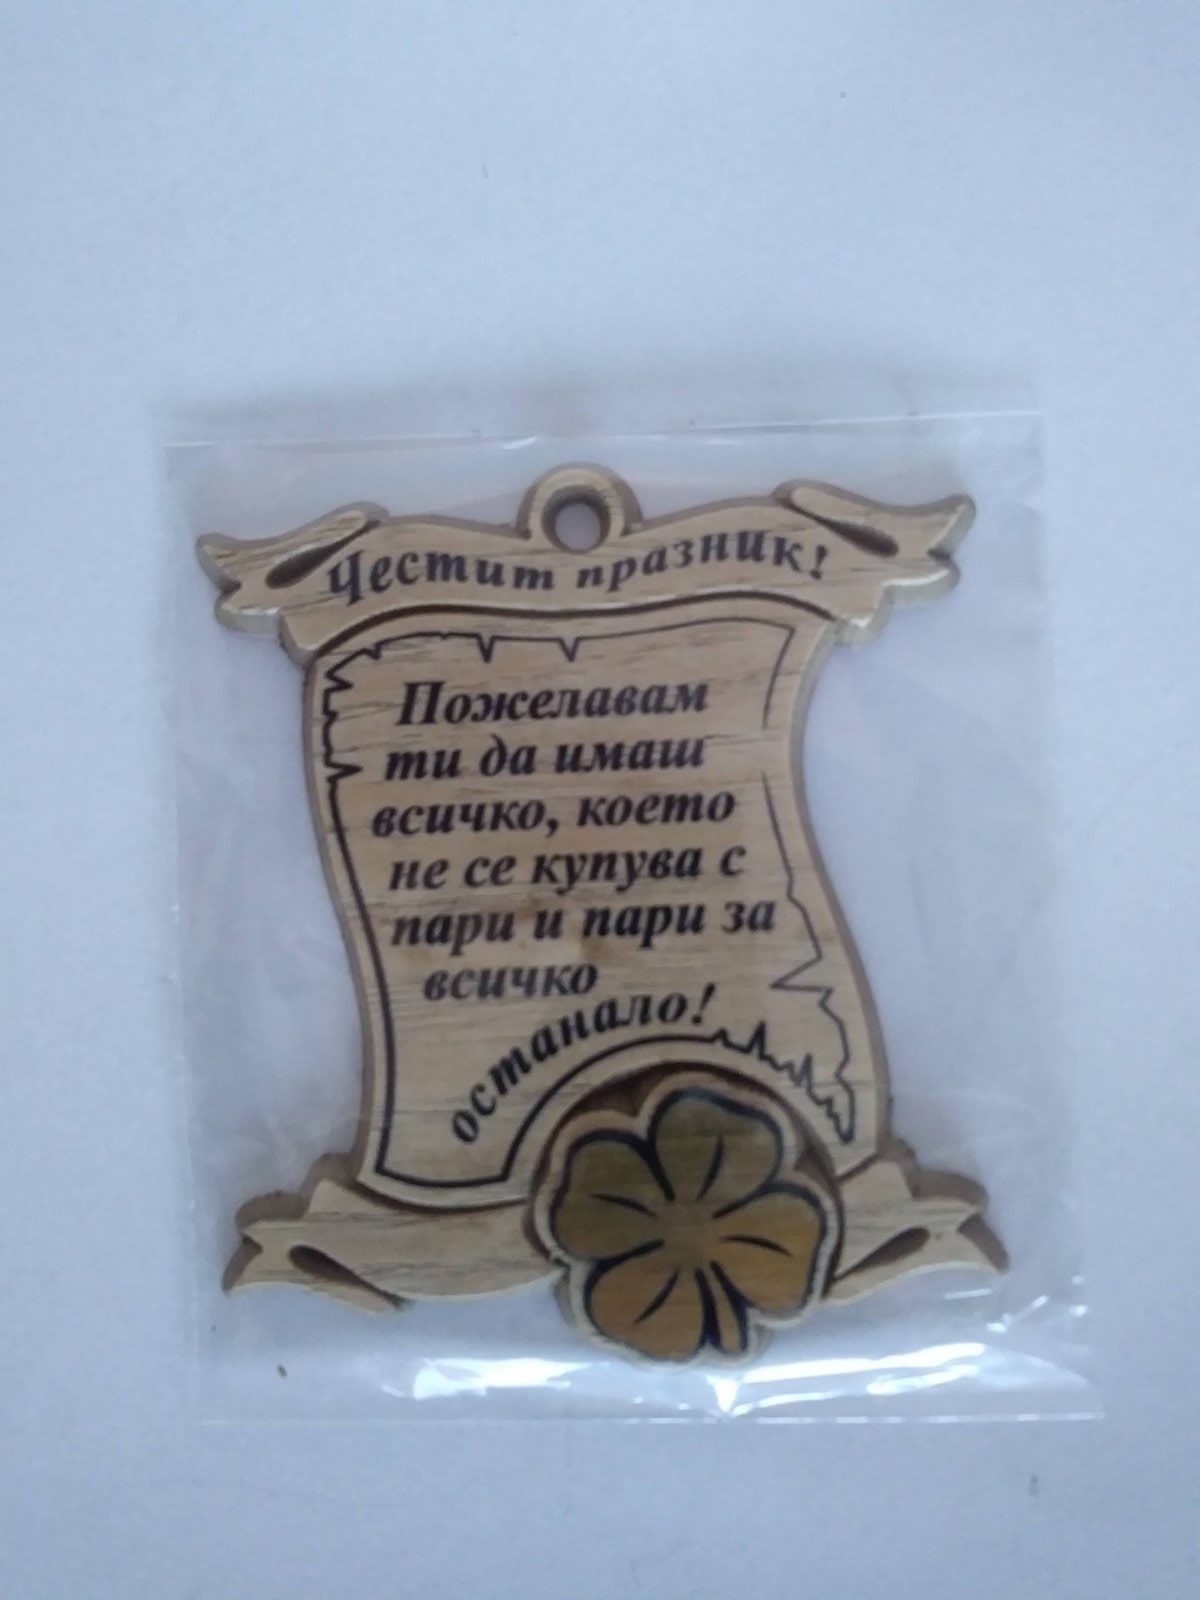 Честит празник!
Пожелавам
ти да имаш
всичко, което
не се купува с
пари и пари за
всичко
останало!